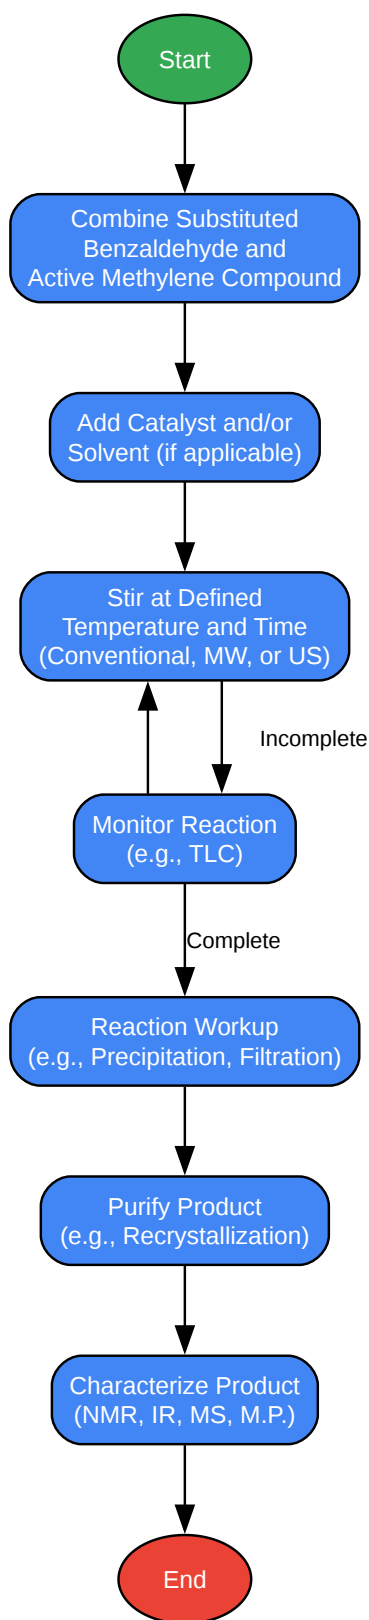 Start
Combine Substituted
Benzaldehyde and
Active Methylene Compound
Add Catalyst and/or
Solvent (if applicable)
Stir at Defined
Temperature and Time
(Conventional, MW, or US)
Incomplete
Monitor Reaction
(e.g., TLC)
Complete
Reaction Workup
(e.g., Precipitation, Filtration)
Purify Product
(e.g., Recrystallization)
Characterize Product
(NMR, IR, MS, M.P.)
End